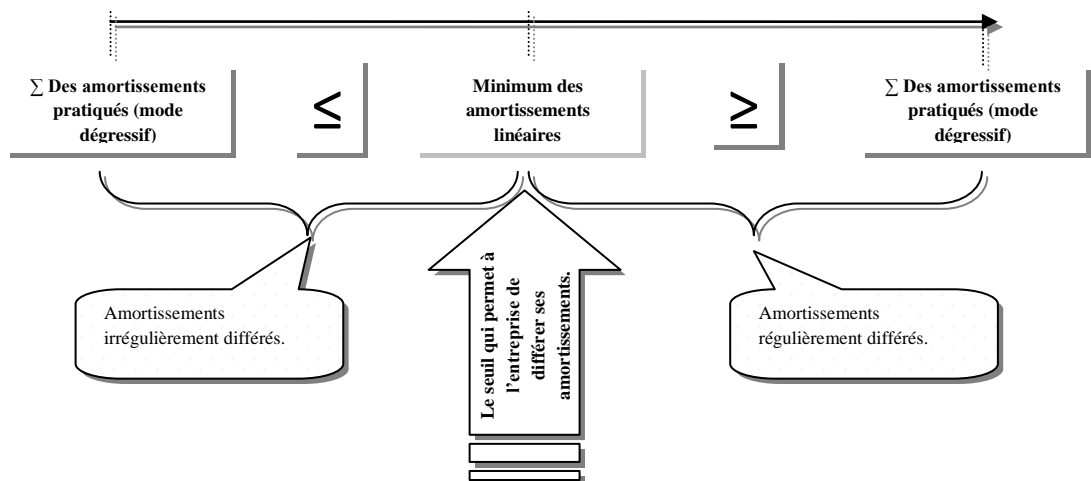 ∑ Des amortissements
pratiqués (mode
dégressif)
≤
Minimum des
amortissements
linéaires
≥
∑ Des amortissements
pratiqués (mode
dégressif)
Amortissements
irrégulièrement différés.
Le seuil qui permet à
l’entreprise de
différer ses
amortissements.
Amortissements
régulièrement différés.